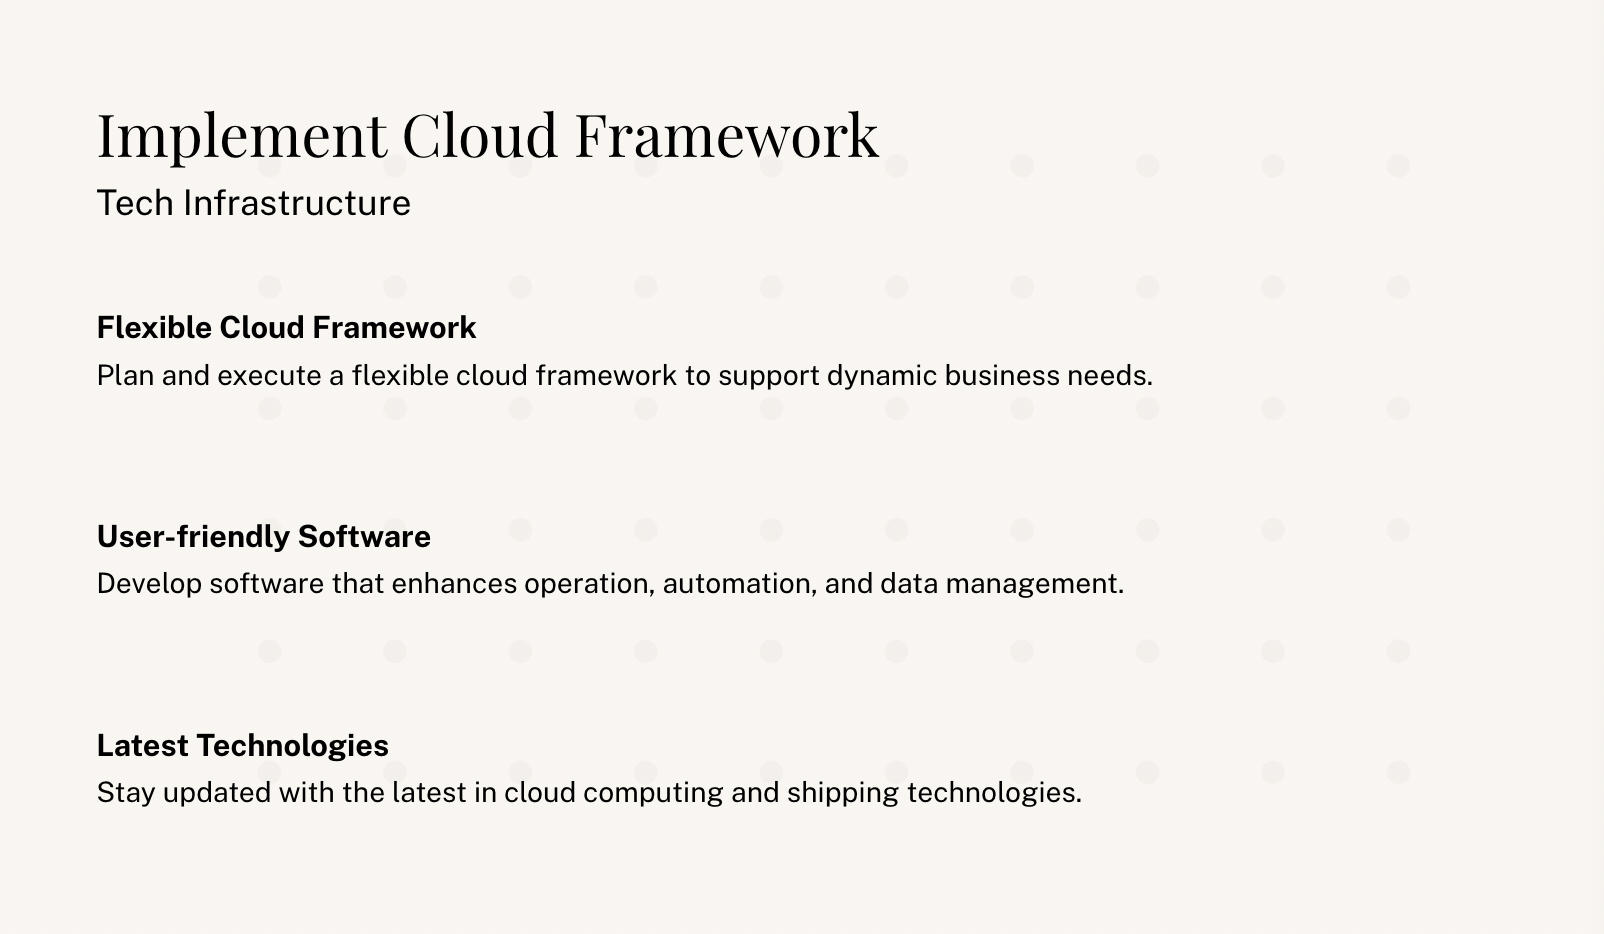 Implement Cloud Framework
Tech Infrastructure
Flexible Cloud Framework
Plan and execute a flexible cloud framework to support dynamic business needs.
User-friendly Software
Develop software that enhances operation, automation, and data management.
Latest Technologies
Stay updated with the latest in cloud computing and shipping technologies.